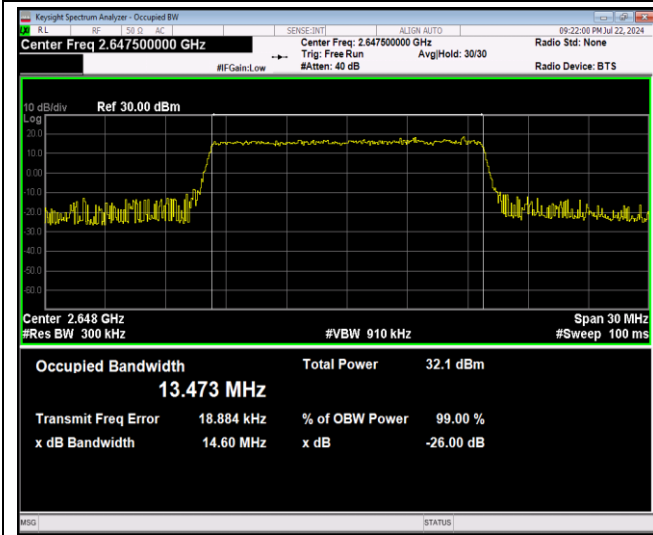 Keysight Spectrum Analyzer - Occupied BW
RL RF 50 Ω AC SENSE:INT ALIGN AUTO 09:22:00 PM Jul 22, 2024
Center Freq 2.647500000 GHz Center Freq: 2.647500000 GHz Radio Std: None
Trig: Free Run Avg|Hold: 30/30
#IFGain:Low #Atten: 40 dB Radio Device: BTS
10 dB/div Ref 30.00 dBm
Log
20.0
10.0
0.00
-10.0
-20.0
-30.0
-40.0
-50.0
-60.0
Center 2.648 GHz Span 30 MHz
#Res BW 300 kHz #VBW 910 kHz #Sweep 100 ms
Occupied Bandwidth Total Power 32.1 dBm
13.473 MHz
Transmit Freq Error 18.884 kHz % of OBW Power 99.00 %
x dB Bandwidth 14.60 MHz x dB -26.00 dB
MSG STATUS